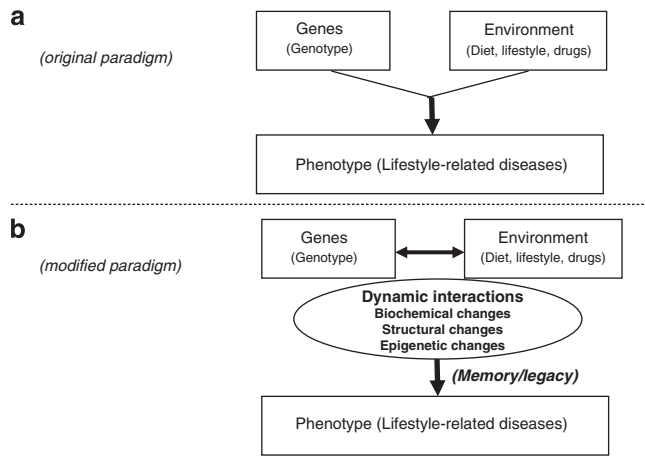 a
(original paradigm)
Genes
(Genotype)
Environment
(Diet, lifestyle, drugs)
Phenotype (Lifestyle-related diseases)
b
(modified paradigm)
Genes
(Genotype)
Environment
(Diet, lifestyle, drugs)
Dynamic interactions
Biochemical changes
Structural changes
Epigenetic changes
(Memory/legacy)
Phenotype (Lifestyle-related diseases)